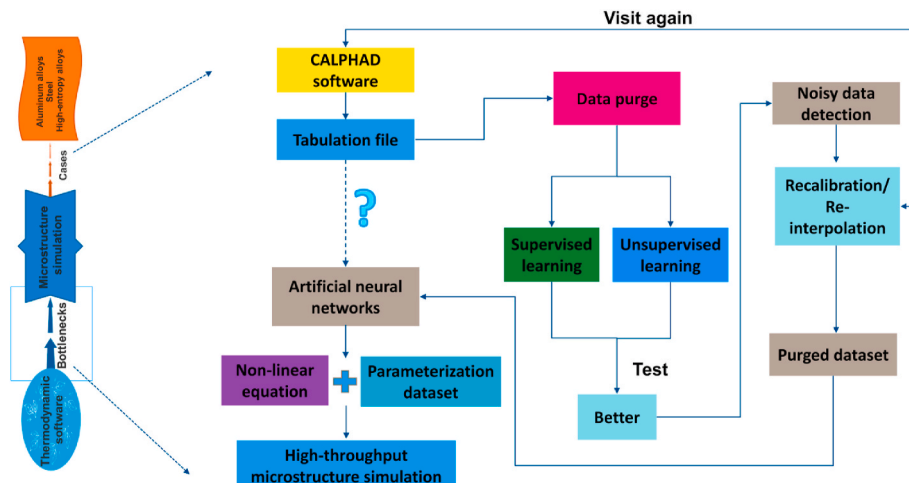 Visit again
Aluminum alloys
Steel
High-entropy alloys
Cases
Microstructure
simulation
Bottlenecks
Thermodynamic
software
CALPHAD
software
Tabulation file
?
Artificial neural
networks
Non-linear
equation
Parameterization
dataset
High-throughput
microstructure simulation
Data purge
Supervised
learning
Unsupervised
learning
Test
Better
Noisy data
detection
Recalibration/
Re-
interpolation
Purged dataset